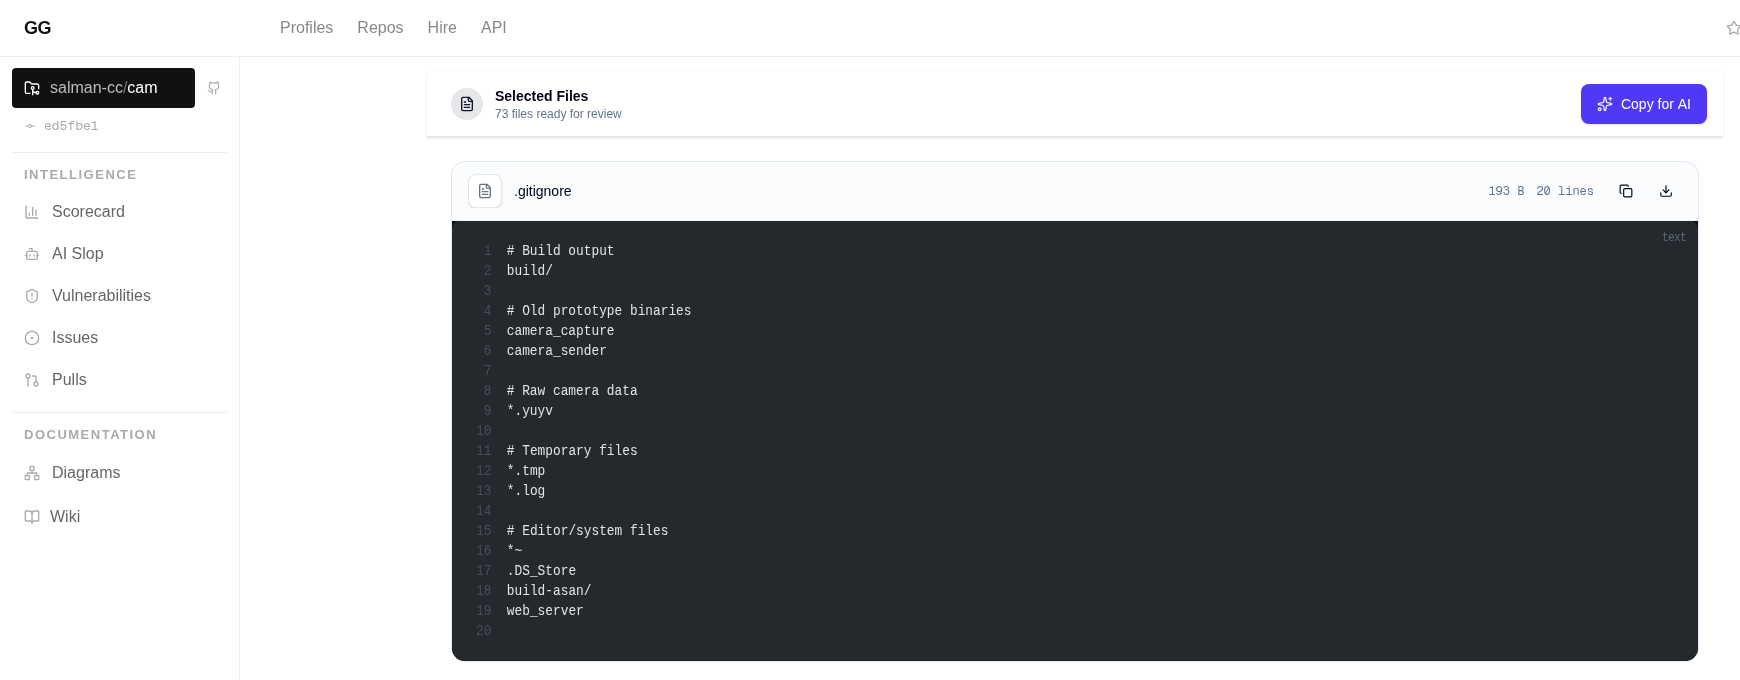 GG
Profiles
Repos
Hire
API
salman-cc/cam
ed5fbe1
INTELLIGENCE
Scorecard
AI Slop
Vulnerabilities
Issues
Pulls
DOCUMENTATION
Diagrams
Wiki
Selected Files
73 files ready for review
Copy for AI
.gitignore
193 B 20 lines
text
1 # Build output
2 build/
3
4 # Old prototype binaries
5 camera_capture
6 camera_sender
7
8 # Raw camera data
9 *.yuyv
10
11 # Temporary files
12 *.tmp
13 *.log
14
15 # Editor/system files
16 *~
17 .DS_Store
18 build-asan/
19 web_server
20